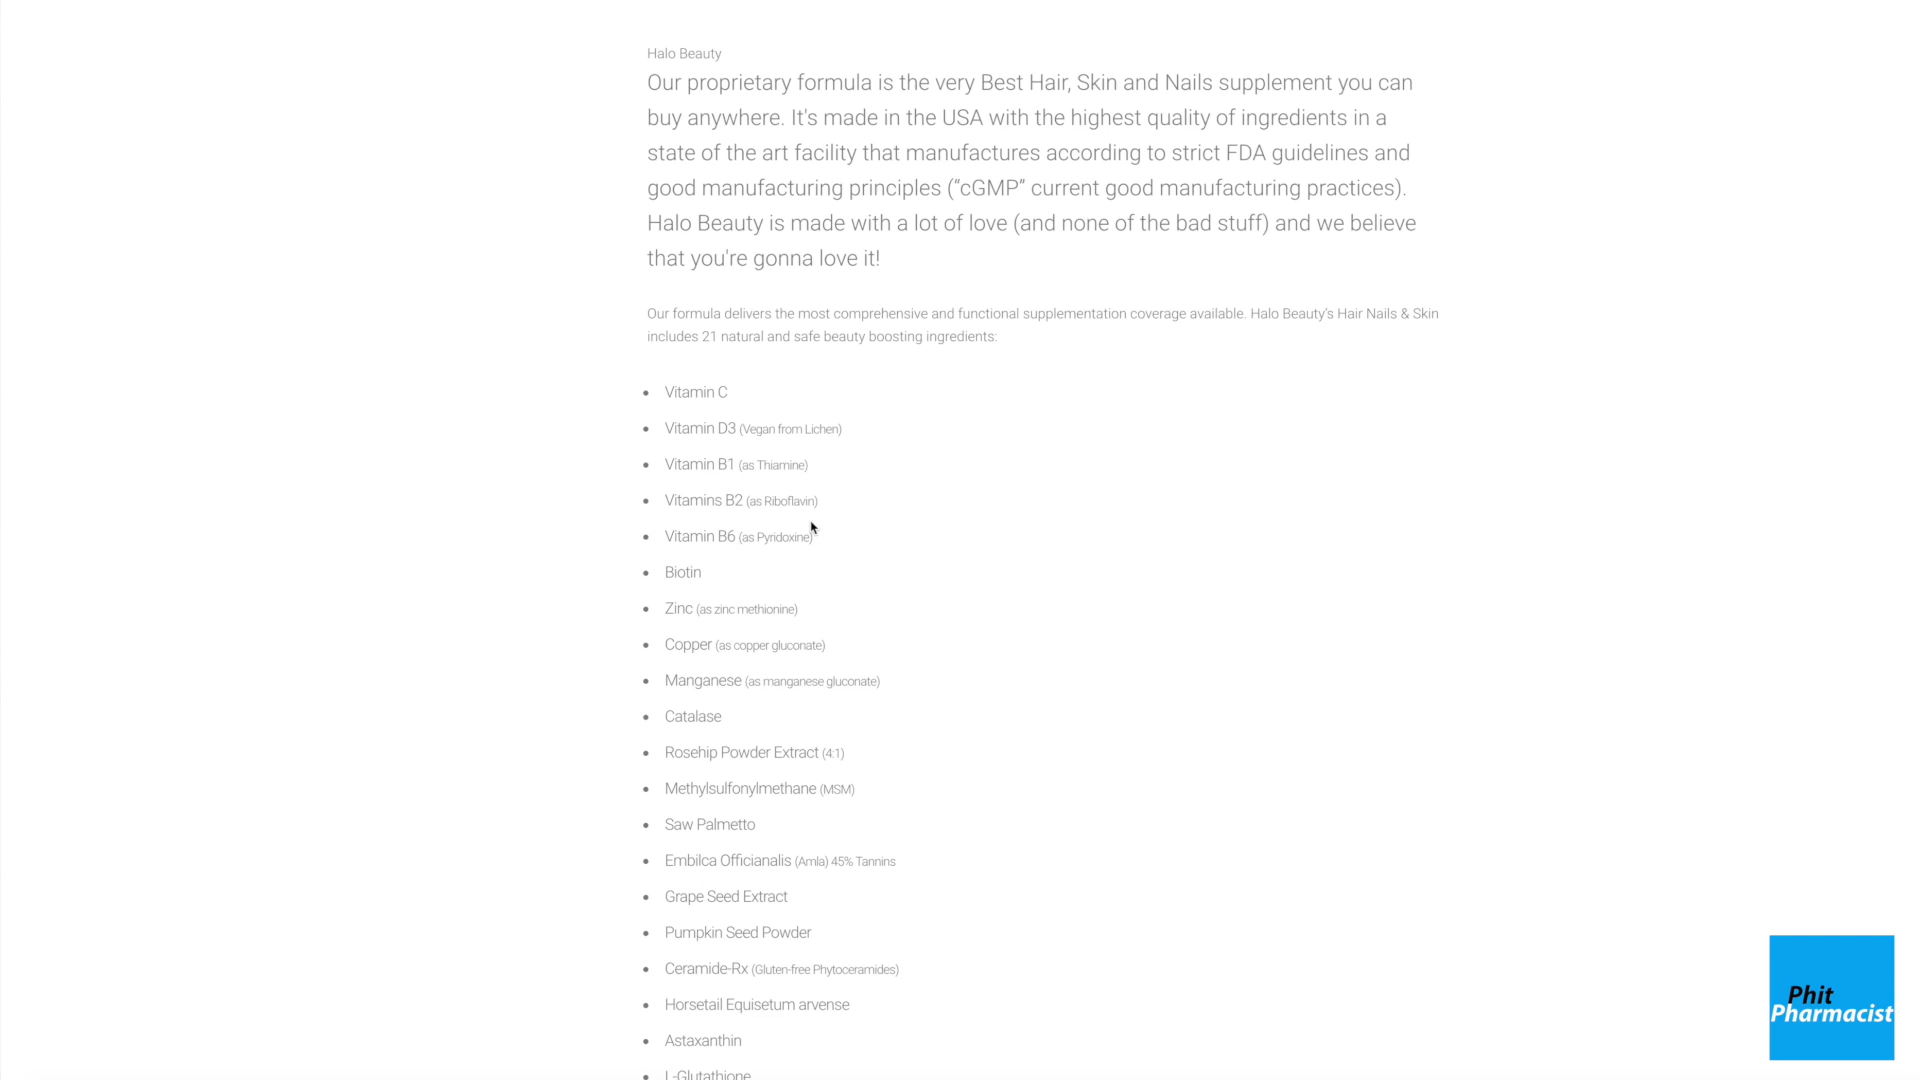 Halo Beauty
Our proprietary formula is the very Best Hair, Skin and Nails supplement you can
buy anywhere. It's made in the USA with the highest quality of ingredients in a
state of the art facility that manufactures according to strict FDA guidelines and
good manufacturing principles (“cGMP” current good manufacturing practices).
Halo Beauty is made with a lot of love (and none of the bad stuff) and we believe
that you're gonna love it!
Our formula delivers the most comprehensive and functional supplementation coverage available. Halo Beauty's Hair Nails & Skin
includes 21 natural and safe beauty boosting ingredients:
• Vitamin C
• Vitamin D3 (Vegan from Lichen)
• Vitamin B1 (as Thiamine)
• Vitamins B2 (as Riboflavin)
• Vitamin B6 (as Pyridoxine)
• Biotin
• Zinc (as zinc methionine)
• Copper (as copper gluconate)
• Manganese (as manganese gluconate)
• Catalase
• Rosehip Powder Extract (4:1)
• Methylsulfonylmethane (MSM)
• Saw Palmetto
• Embilca Officianalis (Amla) 45% Tannins
• Grape Seed Extract
• Pumpkin Seed Powder
• Ceramide-Rx (Gluten-free Phytoceramides)
• Horsetail Equisetum arvense
• Astaxanthin
• L-Glutathione
Phit
Pharmacist